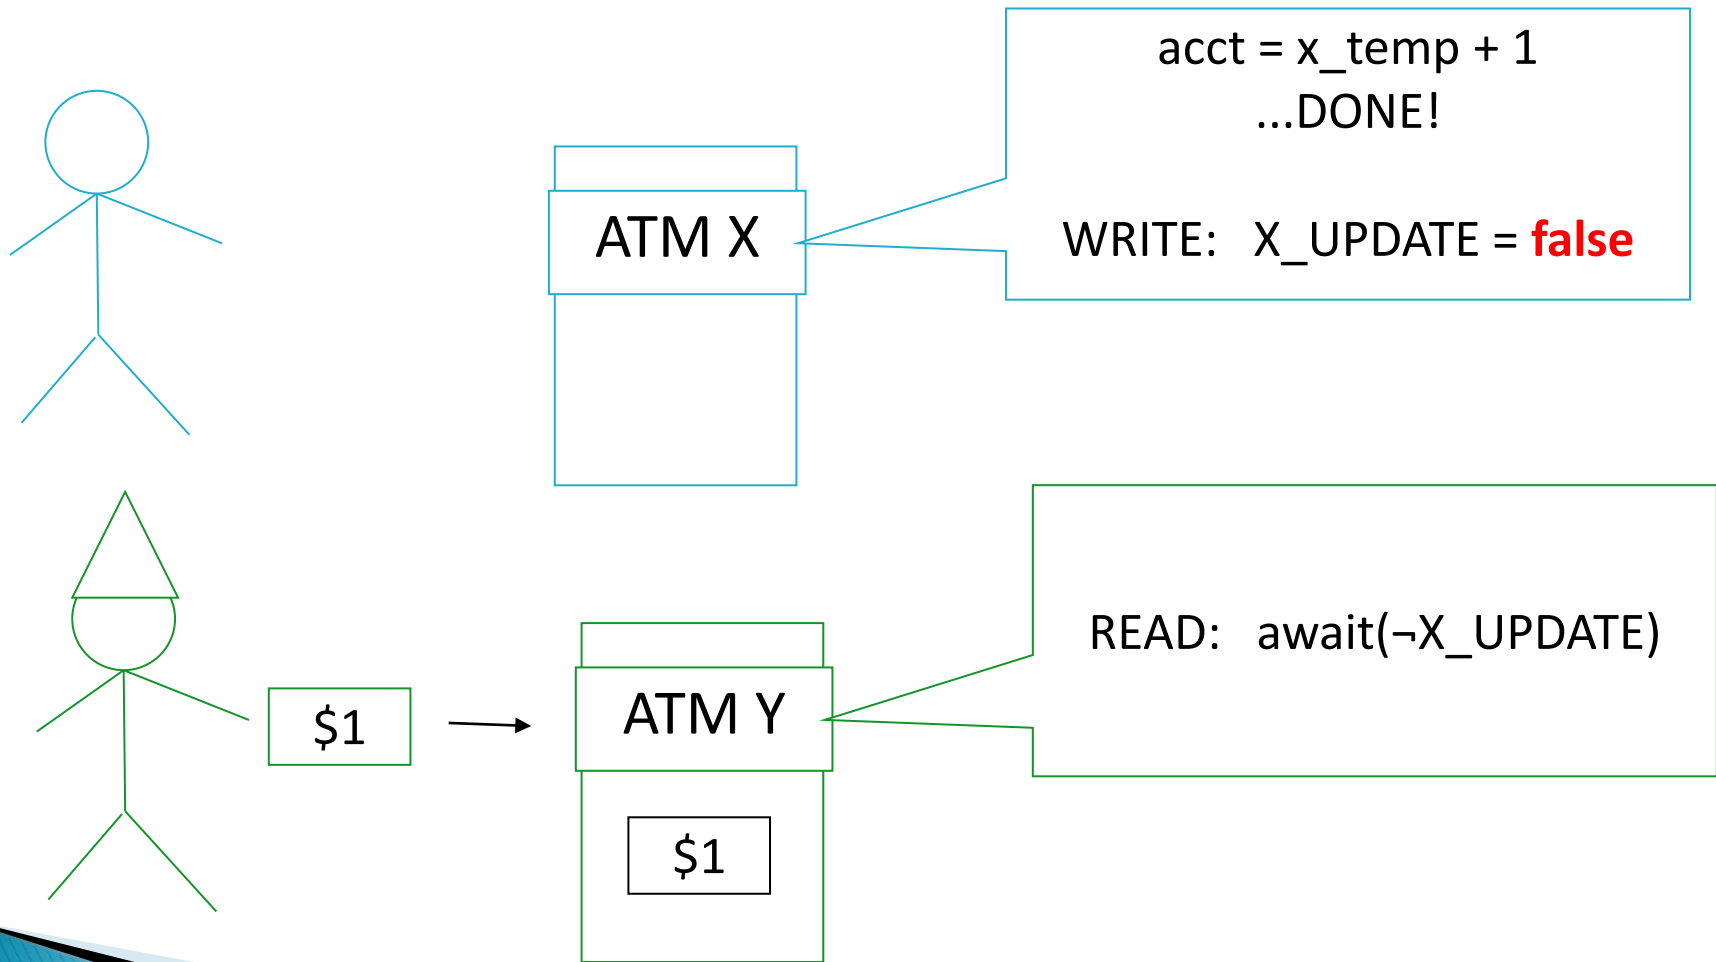 acct = x_temp + 1
...DONE!
ATM X
WRITE: X_UPDATE = false
READ: await(¬X_UPDATE)
$1
ATM Y
$1